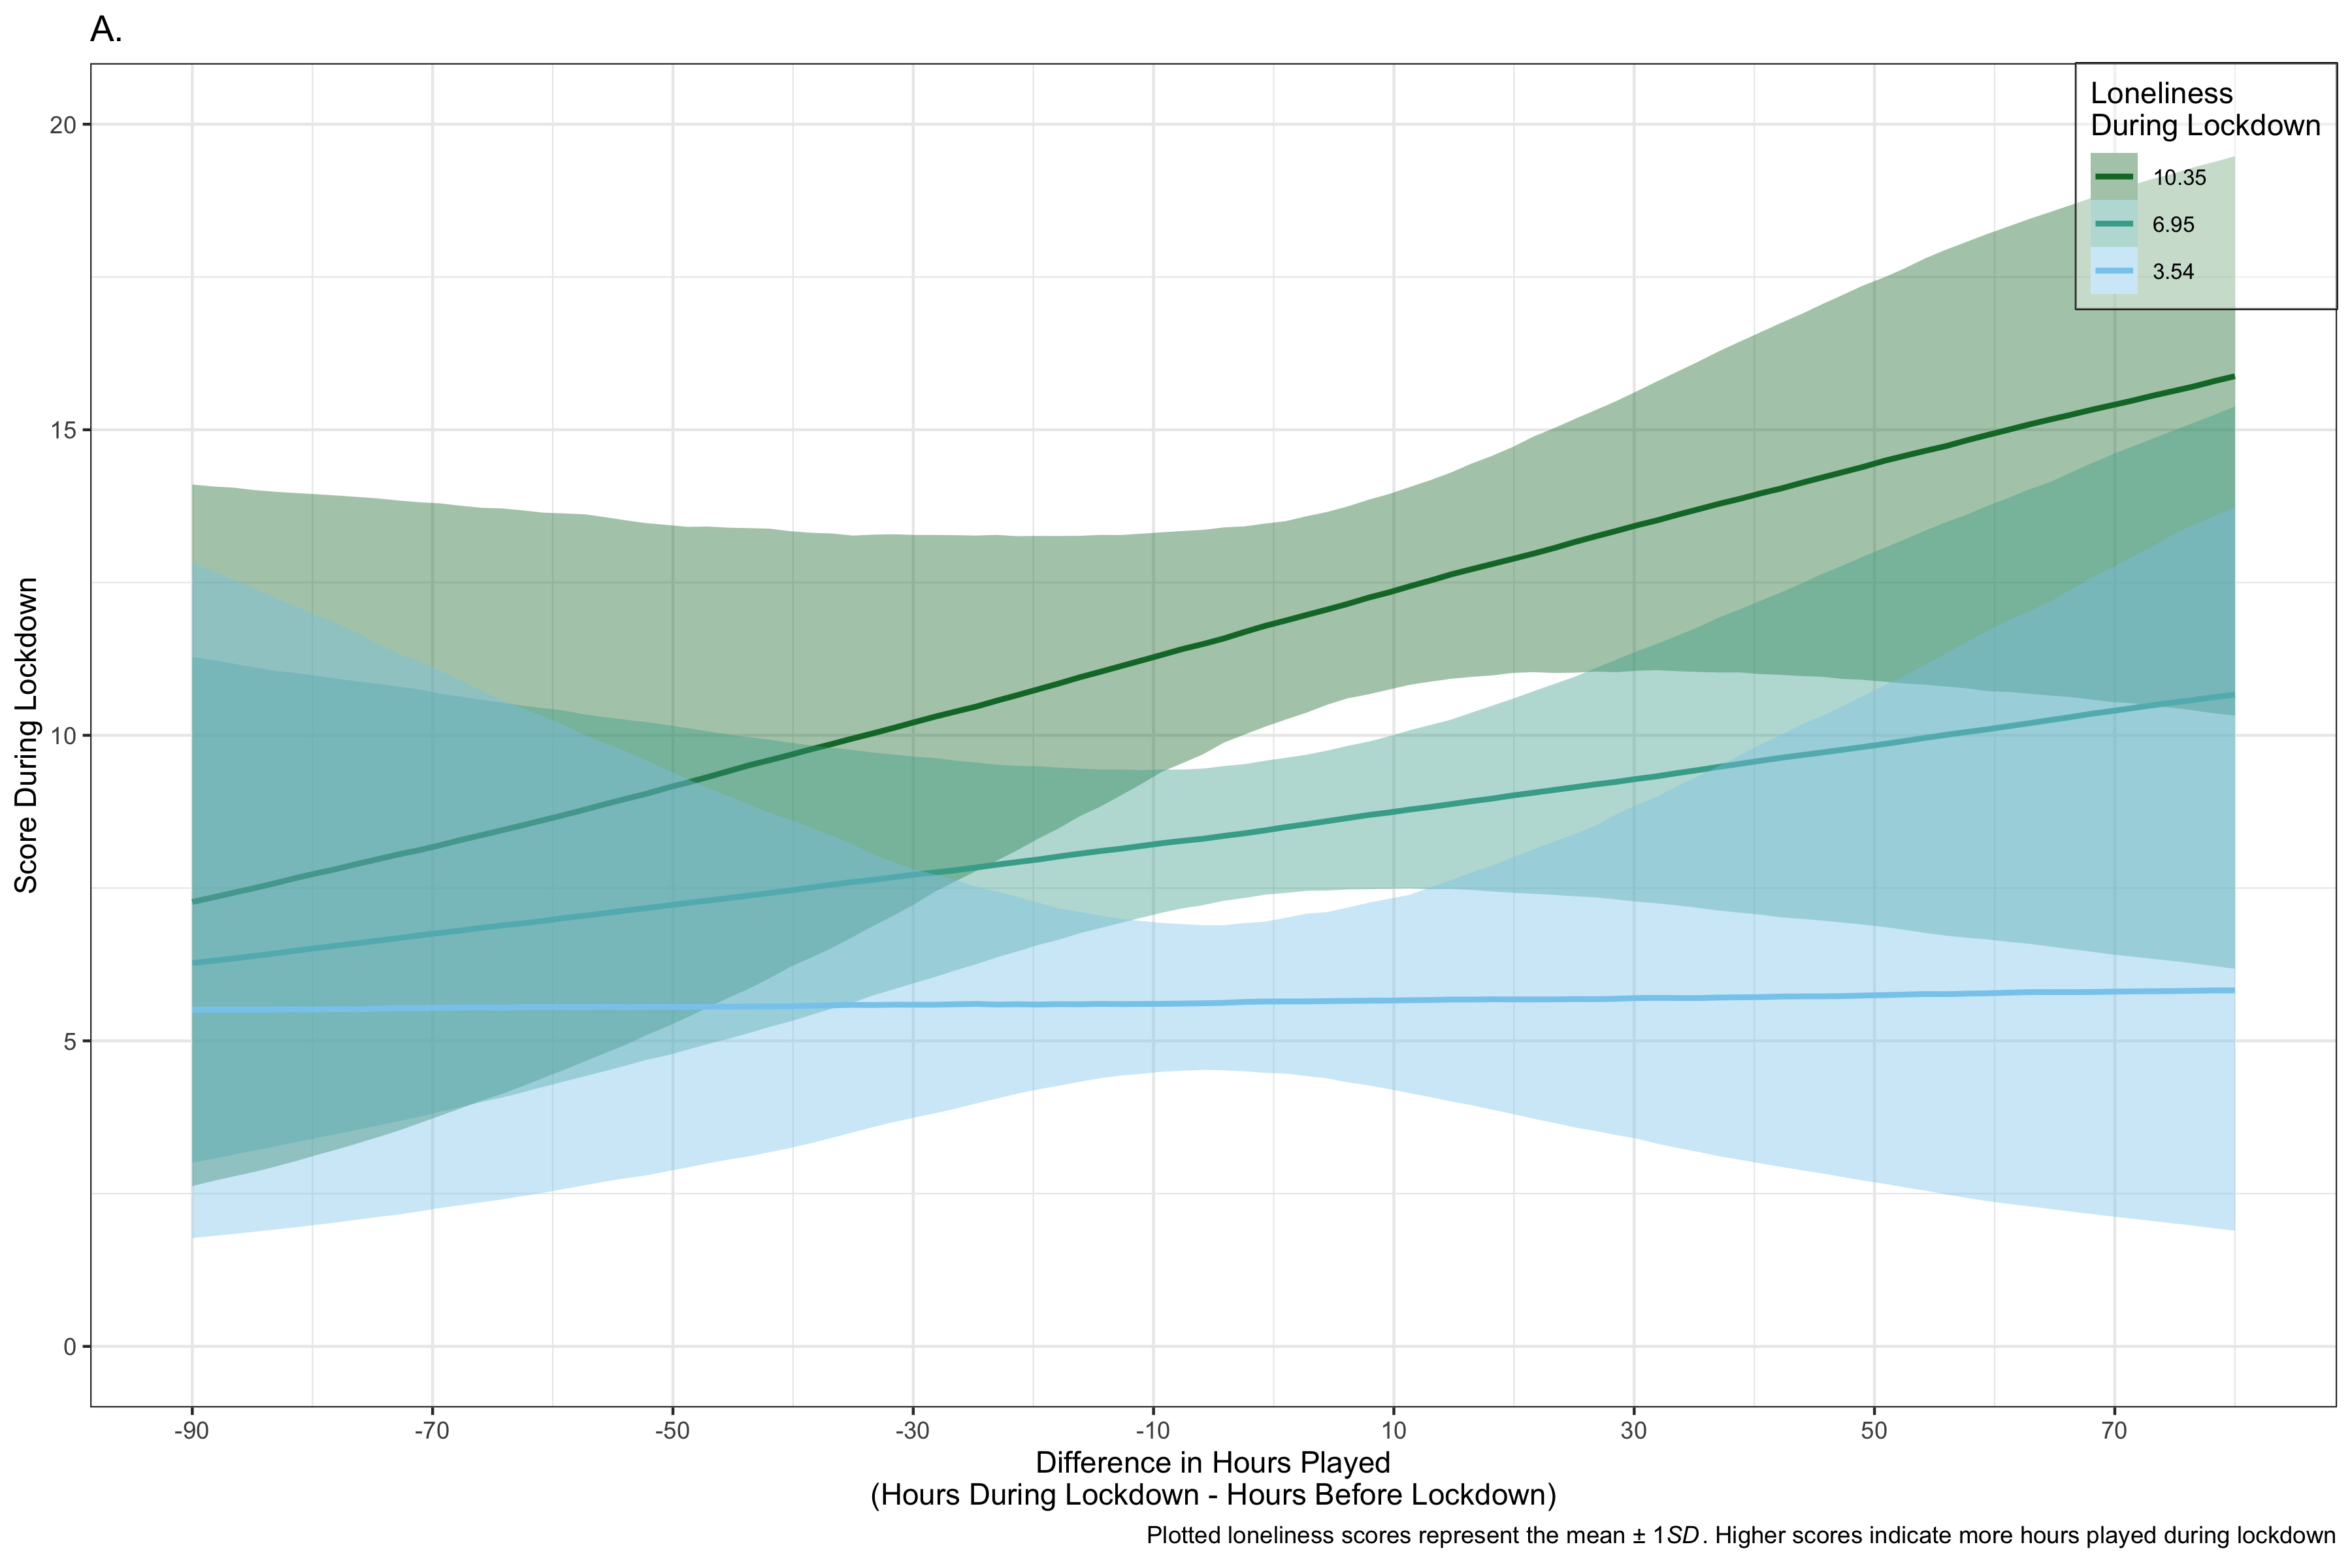 A.
Loneliness
During Lockdown
10.35
6.95
3.54
Score During Lockdown
20
15
10
5
0
-90 -70 -50 -30 -10 10 30 50 70
Difference in Hours Played
(Hours During Lockdown - Hours Before Lockdown)
Plotted loneliness scores represent the mean ± 1SD. Higher scores indicate more hours played during lockdown